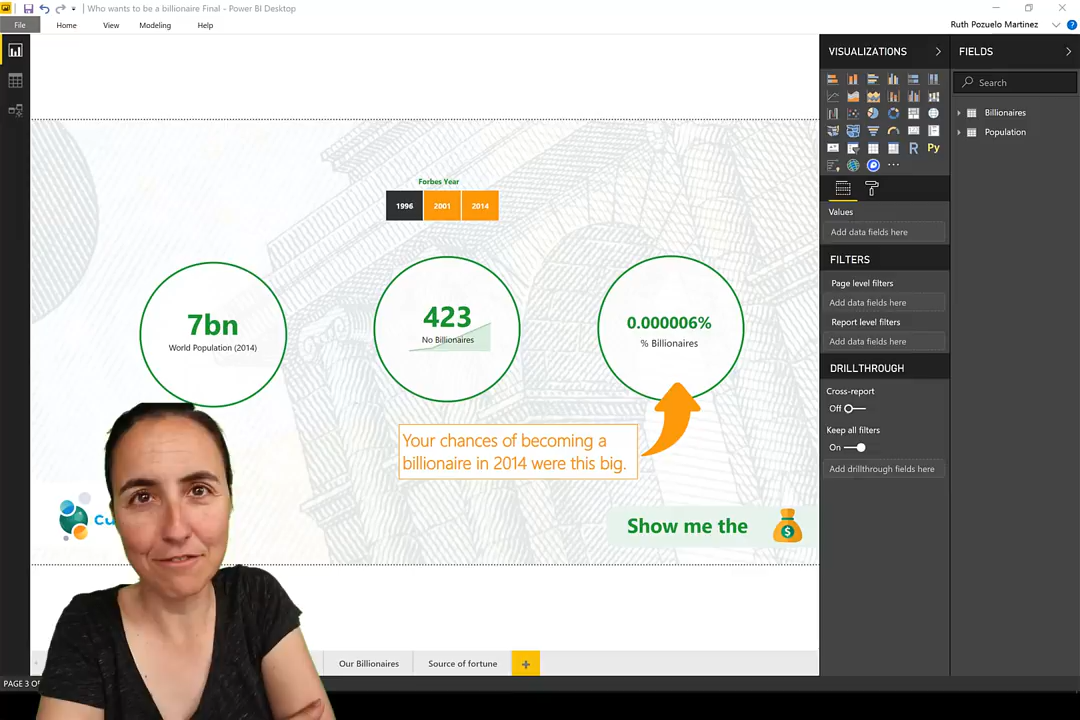 Who wants to be a billionaire Final - Power BI Desktop
Ruth Pozuelo Martinez
File Home View Modeling Help
VISUALIZATIONS
FIELDS
Search
Billionaires
Population
R Py
Values
Add data fields here
FILTERS
Page level filters
Add data fields here
Report level filters
Add data fields here
DRILLTHROUGH
Cross-report
Off
Keep all filters
On
Add drillthrough fields here
Forbes Year
1996 2001 2014
7bn
World Population (2014)
423
No Billionaires
0.000006%
% Billionaires
Your chances of becoming a
billionaire in 2014 were this big.
Show me the
Our Billionaires
Source of fortune
PAGE 3